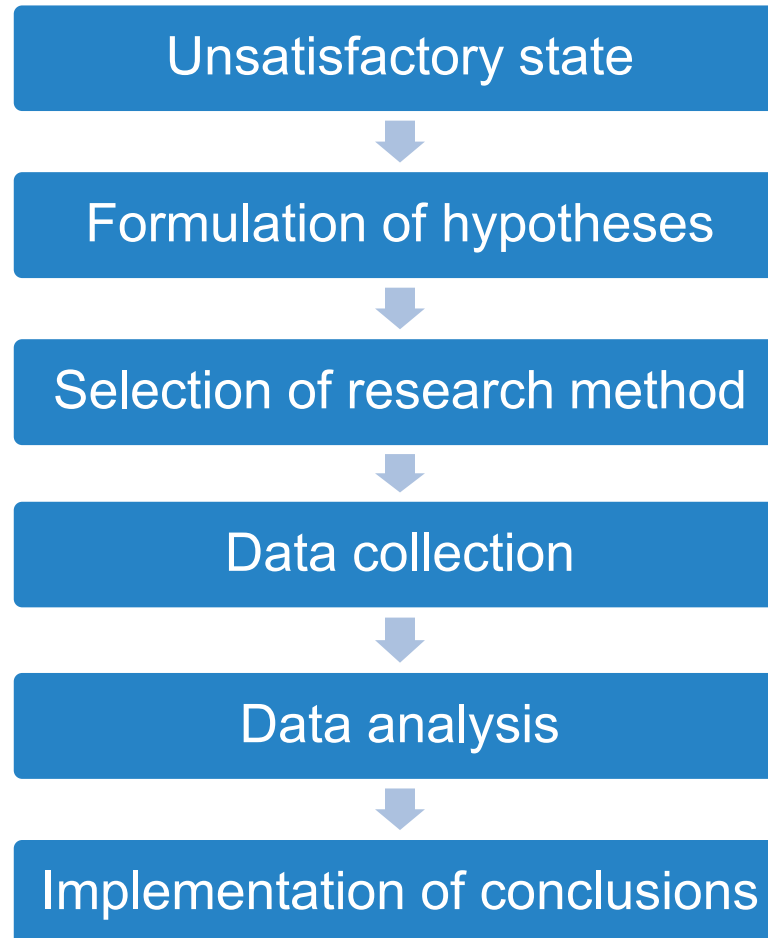 Unsatisfactory state
Formulation of hypotheses
Selection of research method
Data collection
Data analysis
Implementation of conclusions